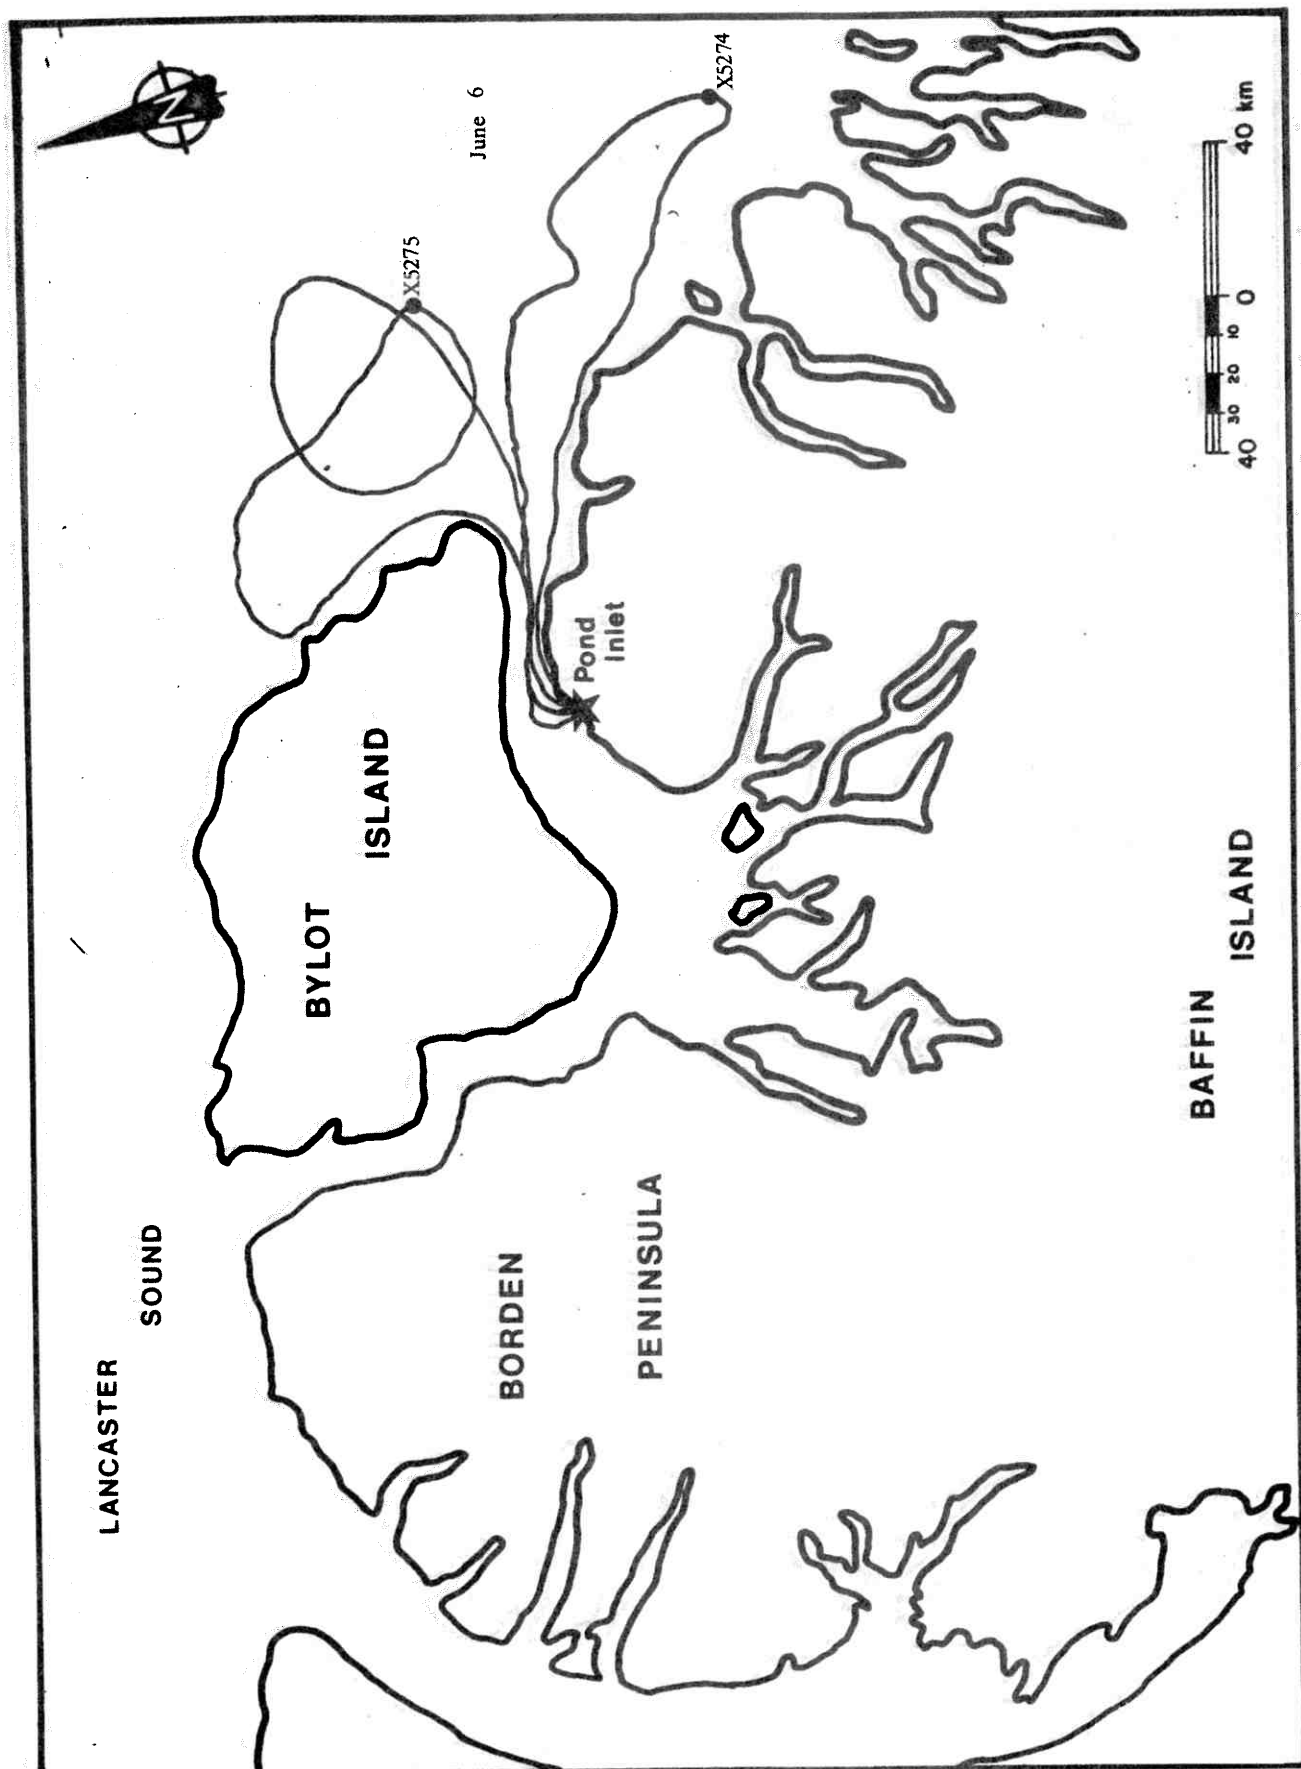 N
June 6
X5274
X5275
Pond
Inlet
BYLOT
ISLAND
LANCASTER
SOUND
BORDEN
PENINSULA
BAFFIN
ISLAND
40 30 20 10 0 40 km